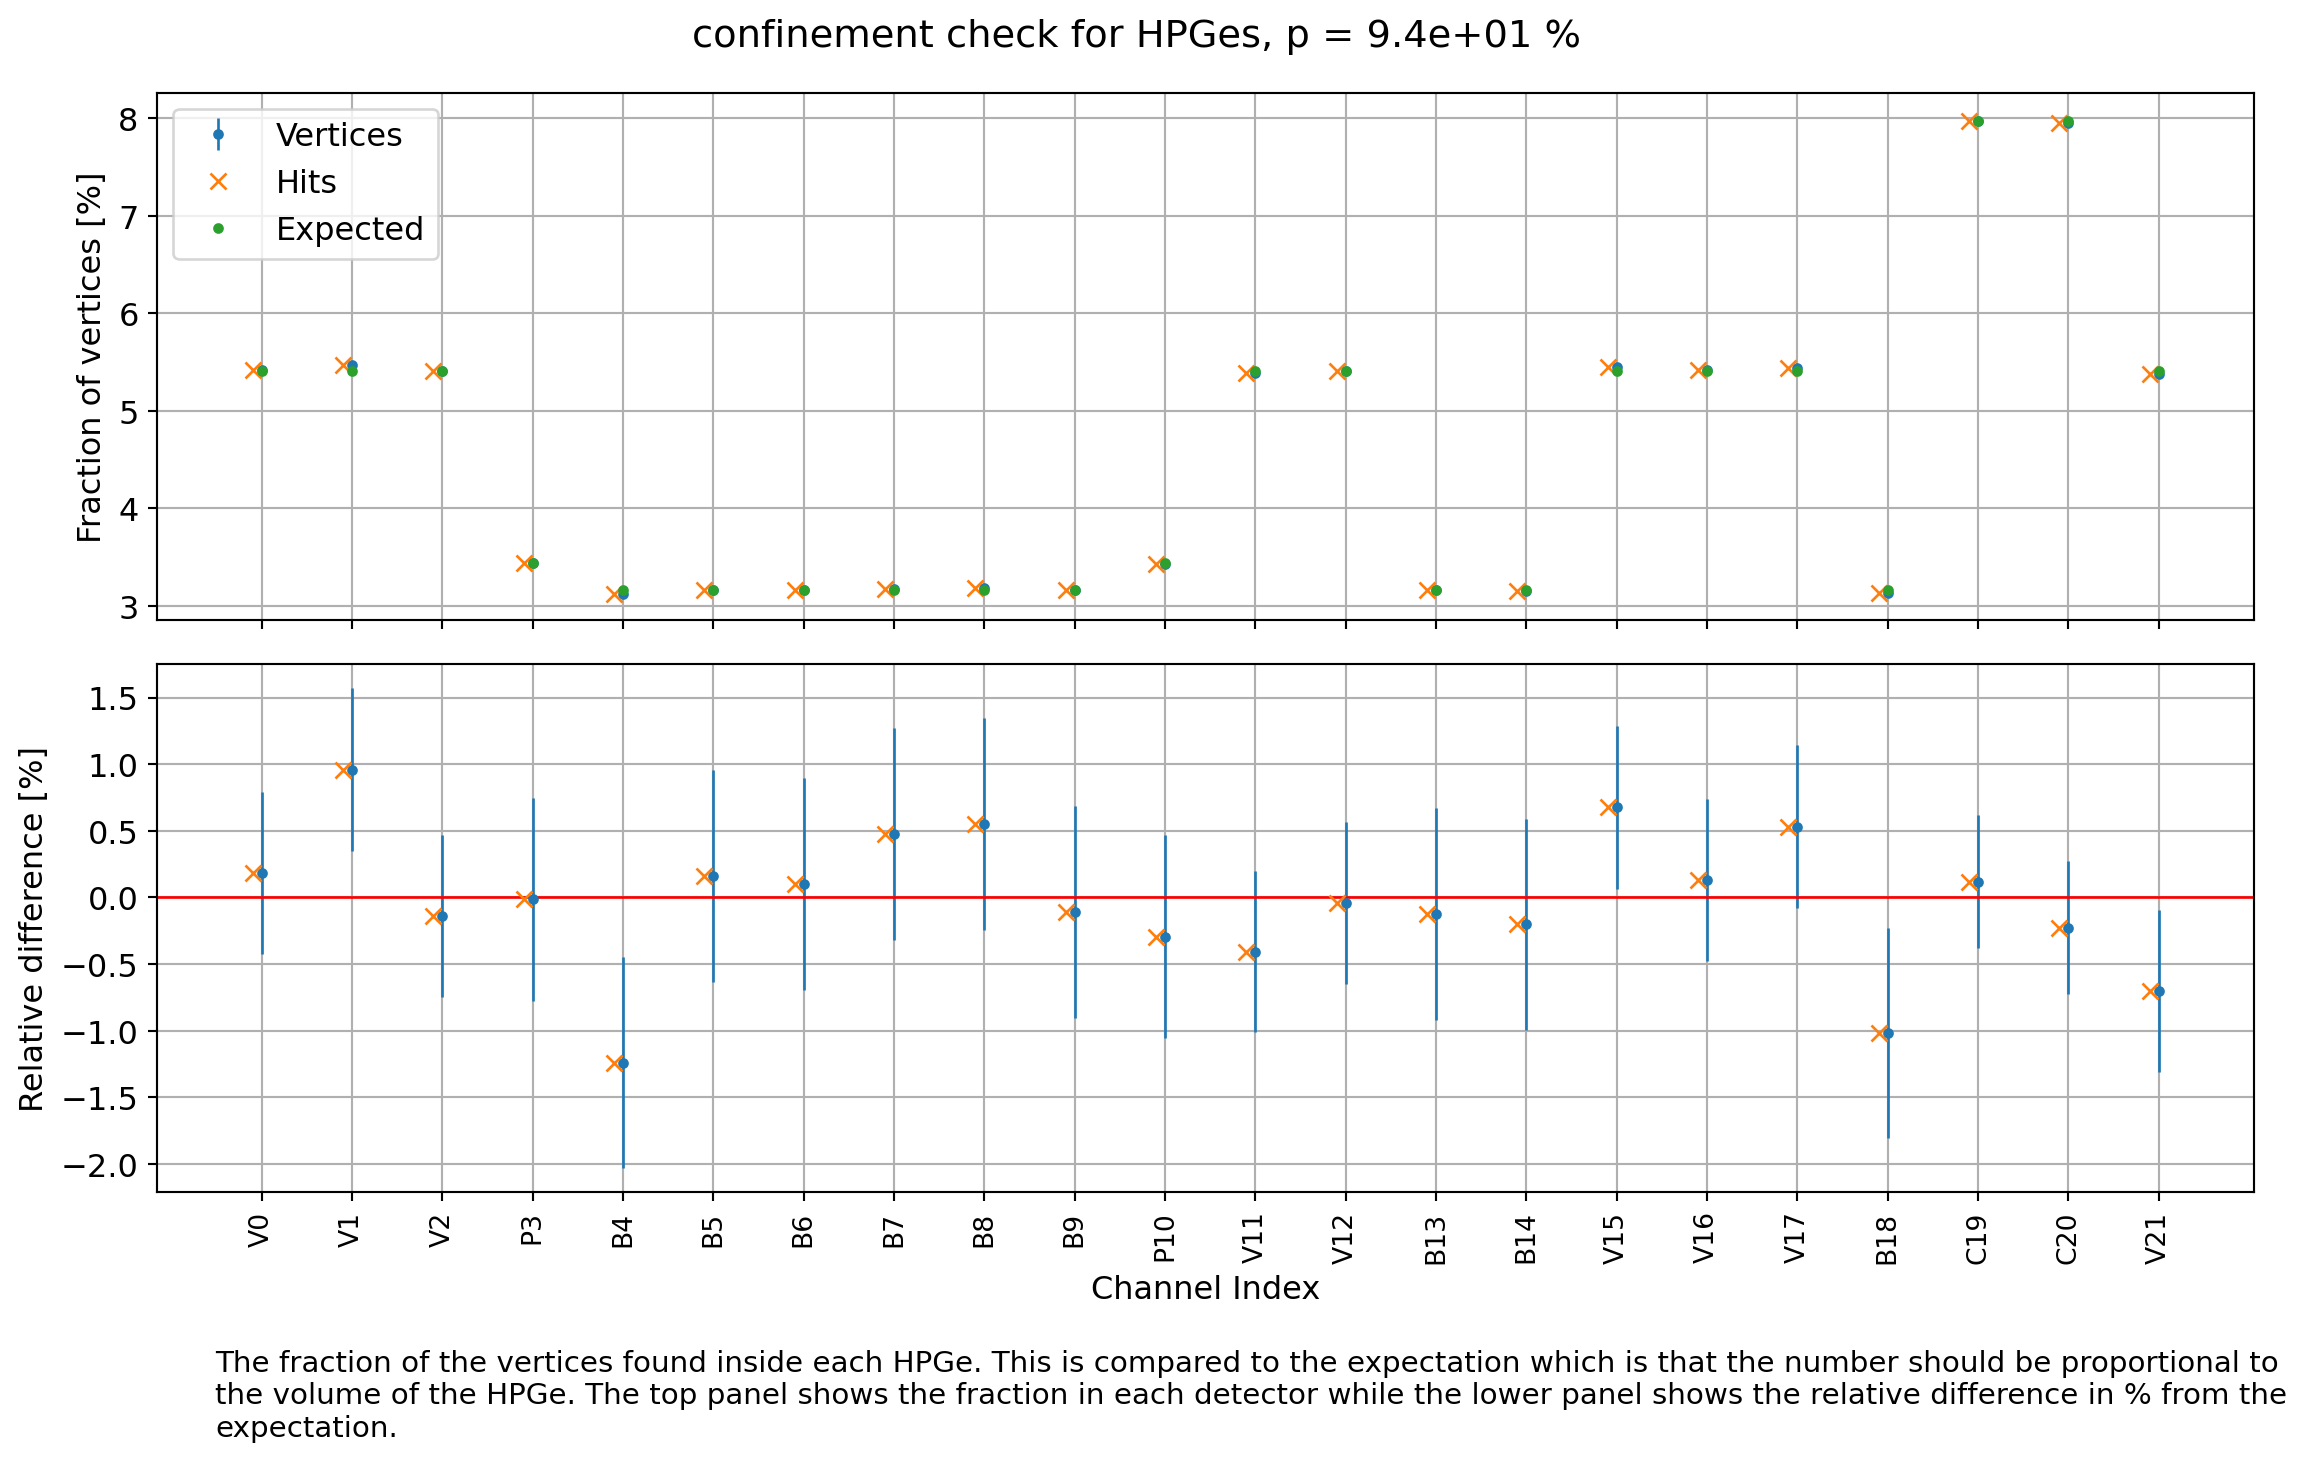 confinement check for HPGes, p = 9.4e+01 %
Fraction of vertices [%]
8
7
6
5
4
3
Vertices
Hits
Expected
Relative difference [%]
1.5
1.0
0.5
0.0
−0.5
−1.0
−1.5
−2.0
V0
V1
V2
P3
B4
B5
B6
B7
B8
B9
P10
V11
V12
B13
B14
V15
V16
V17
B18
C19
C20
V21
Channel Index
The fraction of the vertices found inside each HPGe. This is compared to the expectation which is that the number should be proportional to
the volume of the HPGe. The top panel shows the fraction in each detector while the lower panel shows the relative difference in % from the
expectation.